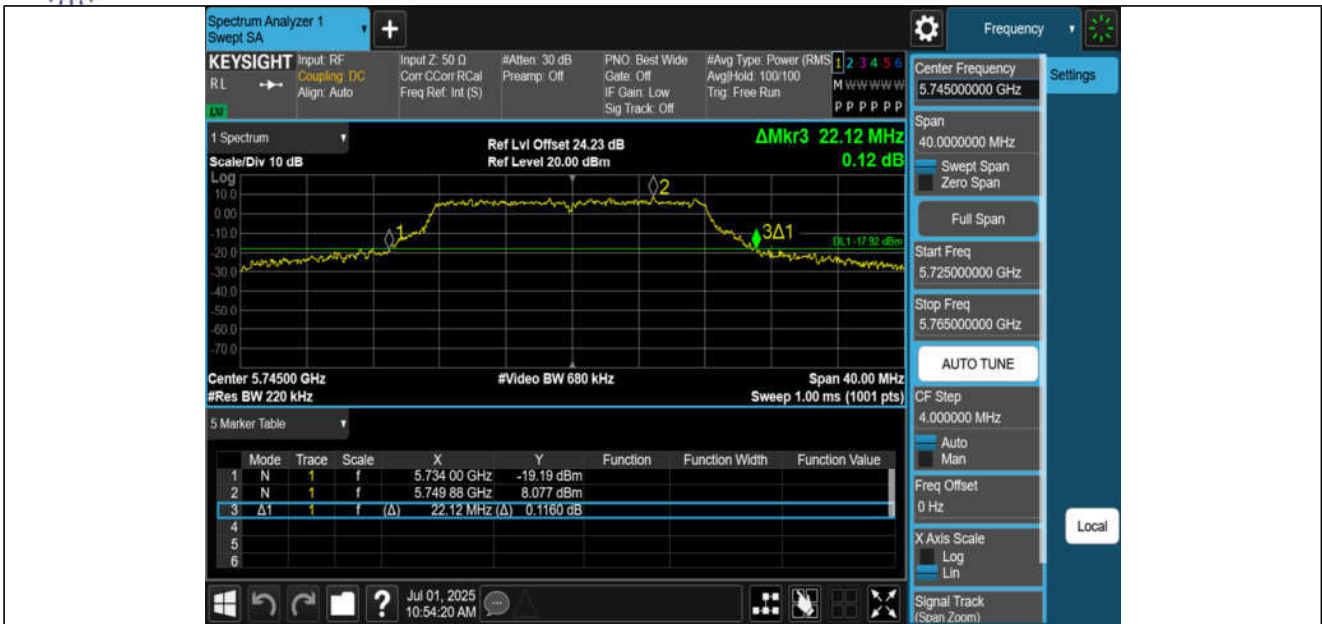 Spectrum Analyzer 1
Swept SA
+
Frequency
KEYSIGHT
RL
LV
Input: RF
Coupling: DC
Align: Auto
Input Z: 50 Ω
Corr CCorr RCal
Freq Ref: Int (S)
#Atten: 30 dB
Preamp: Off
PNO: Best Wide
Gate: Off
IF Gain: Low
Sig Track: Off
#Avg Type: Power (RMS
Avg|Hold: 100/100
Trig: Free Run
1 2 3 4 5 6
M W W W W W
P P P P P P
1 Spectrum
Scale/Div 10 dB
Ref Lvl Offset 24.23 dB
Ref Level 20.00 dBm
ΔMkr3 22.12 MHz
0.12 dB
Log
10.0
0.00
-10.0
-20.0
-30.0
-40.0
-50.0
-60.0
-70.0
1
2
3Δ1
DL1 -17.92 dBm
Center 5.74500 GHz
#Res BW 220 kHz
#Video BW 680 kHz
Span 40.00 MHz
Sweep 1.00 ms (1001 pts)
5 Marker Table
Mode Trace Scale X Y Function Function Width Function Value
1 N 1 f 5.734 00 GHz -19.19 dBm
2 N 1 f 5.749 88 GHz 8.077 dBm
3 Δ1 1 f (Δ) 22.12 MHz (Δ) 0.1160 dB
4
5
6
?
Jul 01, 2025
10:54:20 AM
Center Frequency
5.745000000 GHz
Settings
Span
40.0000000 MHz
Swept Span
Zero Span
Full Span
Start Freq
5.725000000 GHz
Stop Freq
5.765000000 GHz
AUTO TUNE
CF Step
4.000000 MHz
Auto
Man
Freq Offset
0 Hz
X Axis Scale
Log
Lin
Signal Track
(Span Zoom)
Local